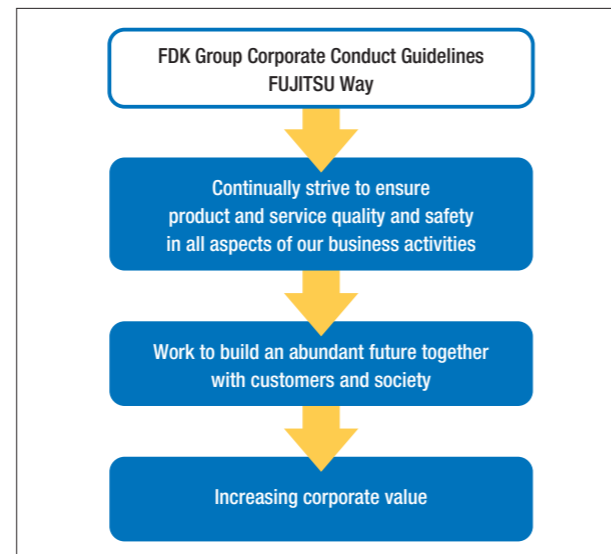 FDK Group Corporate Conduct Guidelines
FUJITSU Way
Continually strive to ensure
product and service quality and safety
in all aspects of our business activities
Work to build an abundant future together
with customers and society
Increasing corporate value